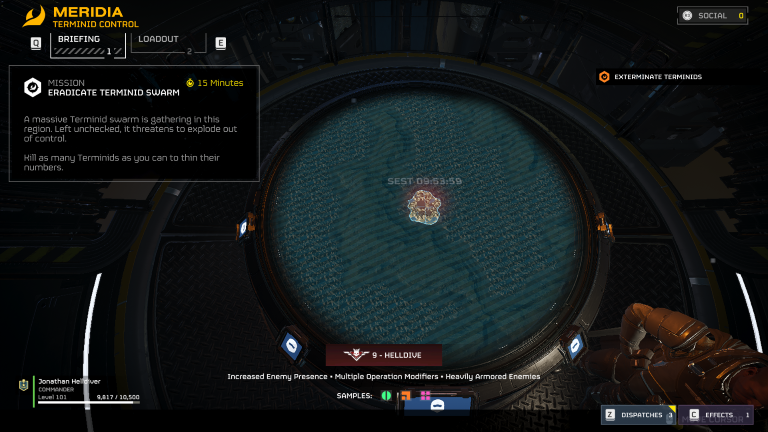 MERIDIA
TERMINID CONTROL
SOCIAL 0
Q
BRIEFING
1
LOADOUT
2
E
MISSION
15 Minutes
ERADICATE TERMINID SWARM
EXTERMINATE TERMINIDS
A massive Terminid swarm is gathering in this
region. Left unchecked, it threatens to explode out
of control.
Kill as many Terminids as you can to thin their
numbers.
SEST 09:53:59
9 - HELLDIVE
Increased Enemy Presence • Multiple Operation Modifiers • Heavily Armored Enemies
Jonathan Helldiver
COMMANDER
Level 101
9,817 / 10,500
SAMPLES:
Z DISPATCHES 3
C EFFECTS 1
CURSOR